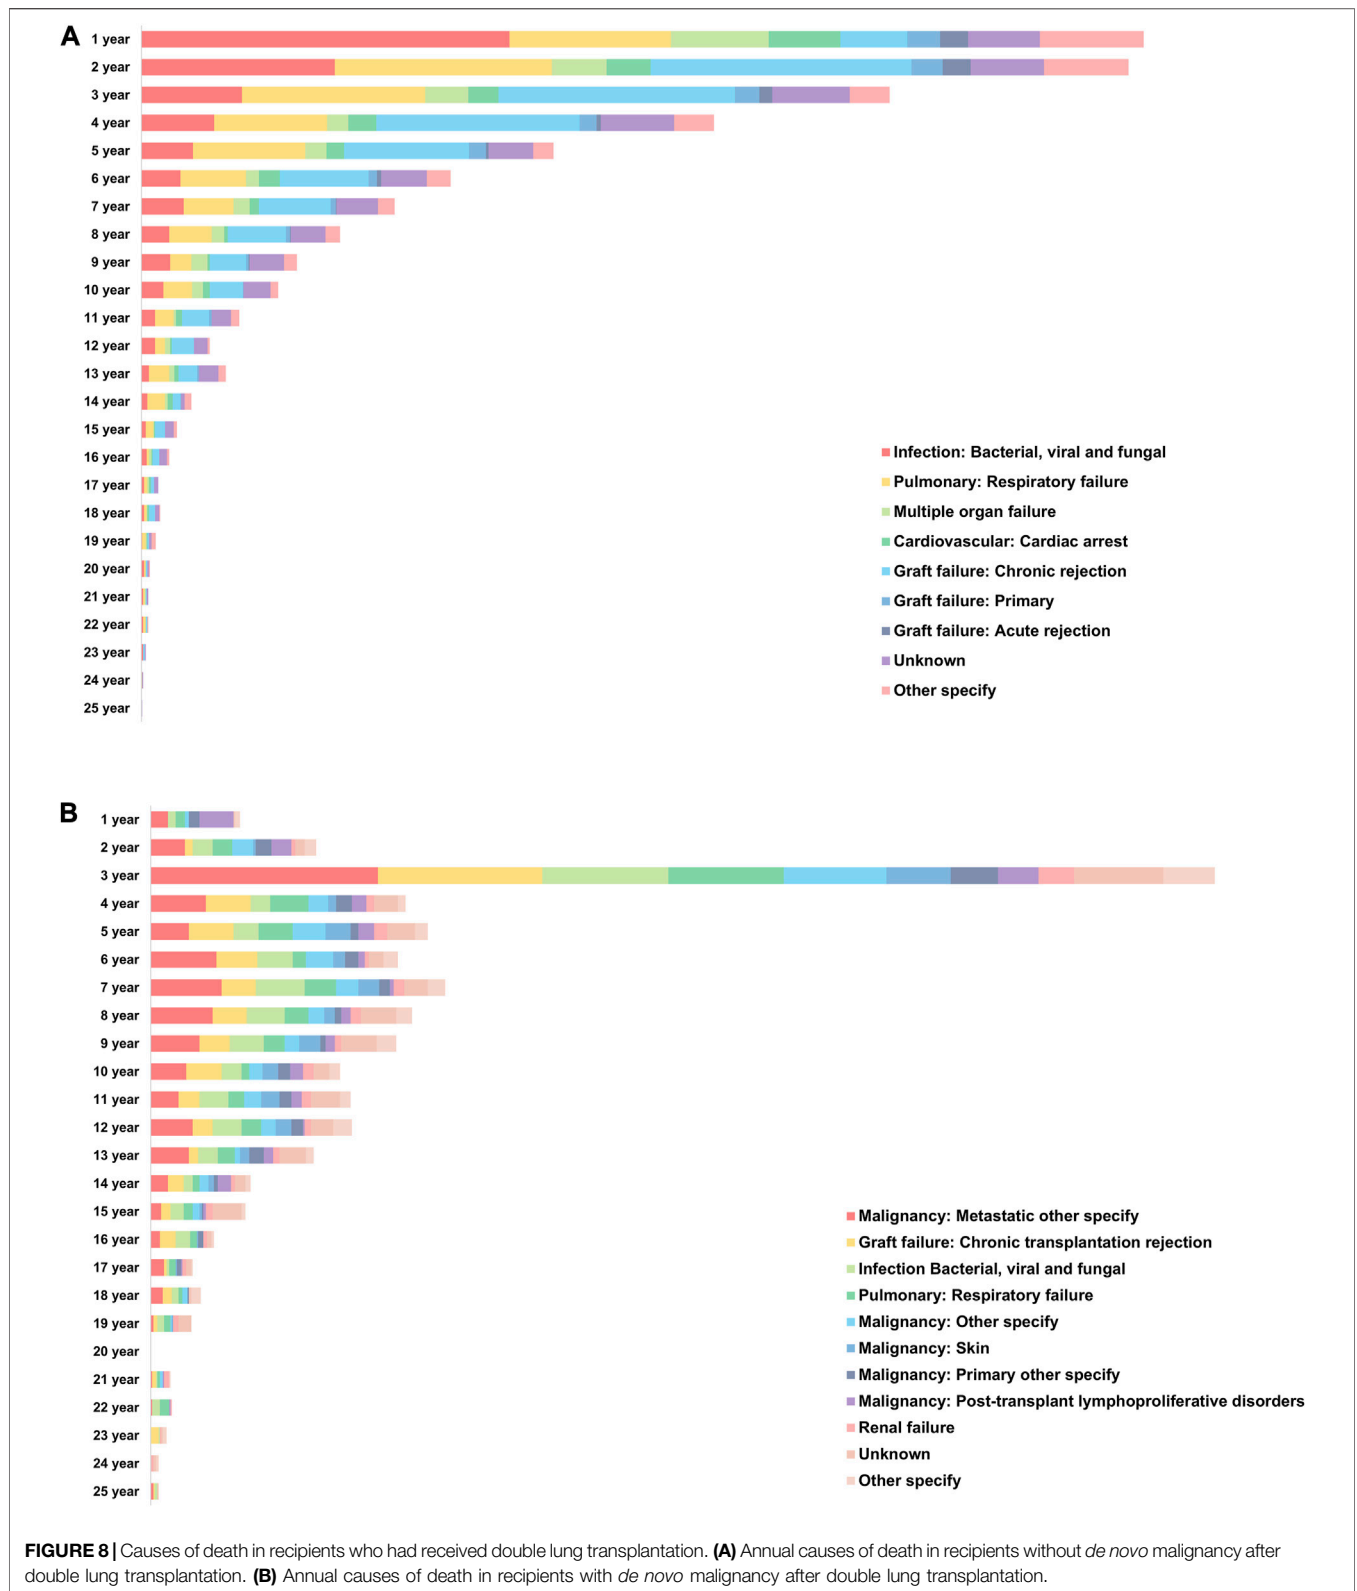 A
1 year
2 year
3 year
4 year
5 year
6 year
7 year
8 year
9 year
10 year
11 year
12 year
13 year
14 year
15 year
16 year
17 year
18 year
19 year
20 year
21 year
22 year
23 year
24 year
25 year
Infection: Bacterial, viral and fungal
Pulmonary: Respiratory failure
Multiple organ failure
Cardiovascular: Cardiac arrest
Graft failure: Chronic rejection
Graft failure: Primary
Graft failure: Acute rejection
Unknown
Other specify
B
1 year
2 year
3 year
4 year
5 year
6 year
7 year
8 year
9 year
10 year
11 year
12 year
13 year
14 year
15 year
16 year
17 year
18 year
19 year
20 year
21 year
22 year
23 year
24 year
25 year
Malignancy: Metastatic other specify
Graft failure: Chronic transplantation rejection
Infection Bacterial, viral and fungal
Pulmonary: Respiratory failure
Malignancy: Other specify
Malignancy: Skin
Malignancy: Primary other specify
Malignancy: Post-transplant lymphoproliferative disorders
Renal failure
Unknown
Other specify
FIGURE 8 | Causes of death in recipients who had received double lung transplantation. (A) Annual causes of death in recipients without de novo malignancy after
double lung transplantation. (B) Annual causes of death in recipients with de novo malignancy after double lung transplantation.